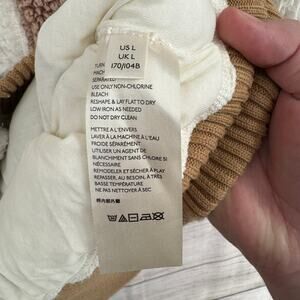 US L
UK L
170/104B
TURN
MACH
SEPARATELY
USE ONLY NON-CHLORINE
BLEACH
RESHAPE & LAY FLAT TO DRY
LOW IRON AS NEEDED
DO NOT DRY CLEAN
METTRE A L'ENVERS
LAVER À LA MACHINE À L'EAU
FROIDE SÉPARÉMENT
UTILISER UN AGENT DE
BLANCHIMENT SANS CHLORE SI
NÉCESSAIRE
REMODELER ET SÉCHER À PLAT
REPASSER, AU BESOIN, À TRÈS
BASSE TEMPÉRATURE
NE PAS NETTOYER À SEC